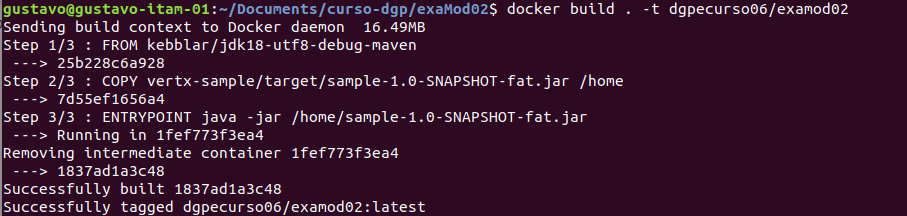 gustavo@gustavo-itam-01:~/Documents/curso-dgp/exaMod02$ docker build . -t dgpecurso06/examod02
Sending build context to Docker daemon  16.49MB
Step 1/3 : FROM kebblar/jdk18-utf8-debug-maven
 ---> 25b228c6a928
Step 2/3 : COPY vertx-sample/target/sample-1.0-SNAPSHOT-fat.jar /home
 ---> 7d55ef1656a4
Step 3/3 : ENTRYPOINT java -jar /home/sample-1.0-SNAPSHOT-fat.jar
 ---> Running in 1fef773f3ea4
Removing intermediate container 1fef773f3ea4
 ---> 1837ad1a3c48
Successfully built 1837ad1a3c48
Successfully tagged dgpecurso06/examod02:latest